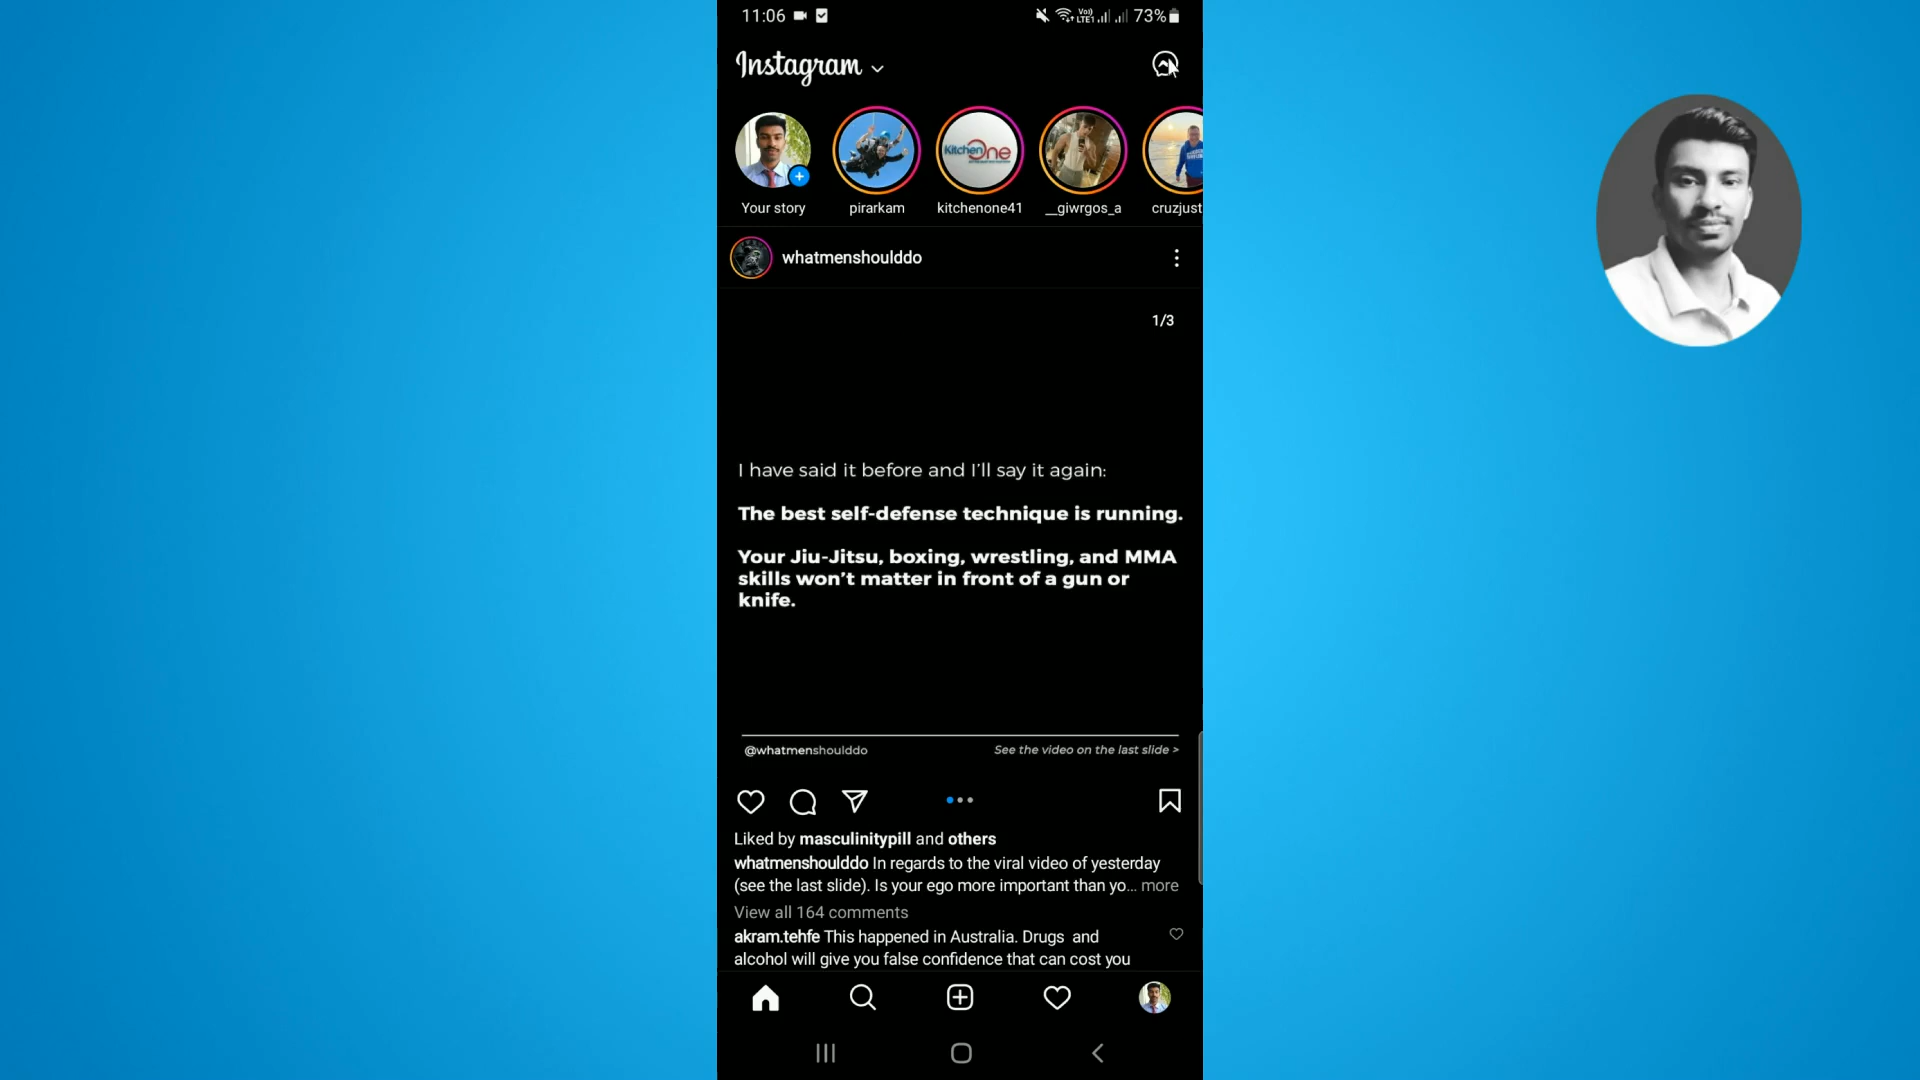 11:06
Vo)) LTE1 73%
Instagram
KitchenOne
Your story pirarkam kitchenone41 __giwrgos_a cruzjust
whatmenshoulddo
1/3
I have said it before and I'll say it again:
The best self-defense technique is running.
Your Jiu-Jitsu, boxing, wrestling, and MMA
skills won't matter in front of a gun or
knife.
@whatmenshoulddo See the video on the last slide >
Liked by masculinitypill and others
whatmenshoulddo In regards to the viral video of yesterday
(see the last slide). Is your ego more important than yo... more
View all 164 comments
akram.tehfe This happened in Australia. Drugs and
alcohol will give you false confidence that can cost you